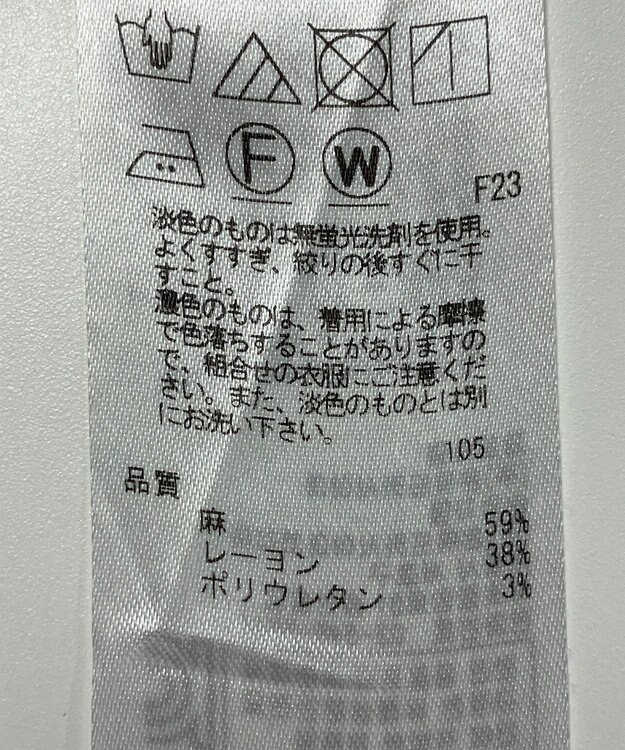 F
W
F23
淡色のものは無蛍光洗剤を使用。
よくすすぎ、絞りの後すぐに干
すこと。
濃色のものは、着用による摩擦
で色落ちすることがありますの
で、組合せの衣服にご注意くだ
さい。また、淡色のものとは別
にお洗い下さい。
105
品質
麻 59%
レーヨン 38%
ポリウレタン 3%